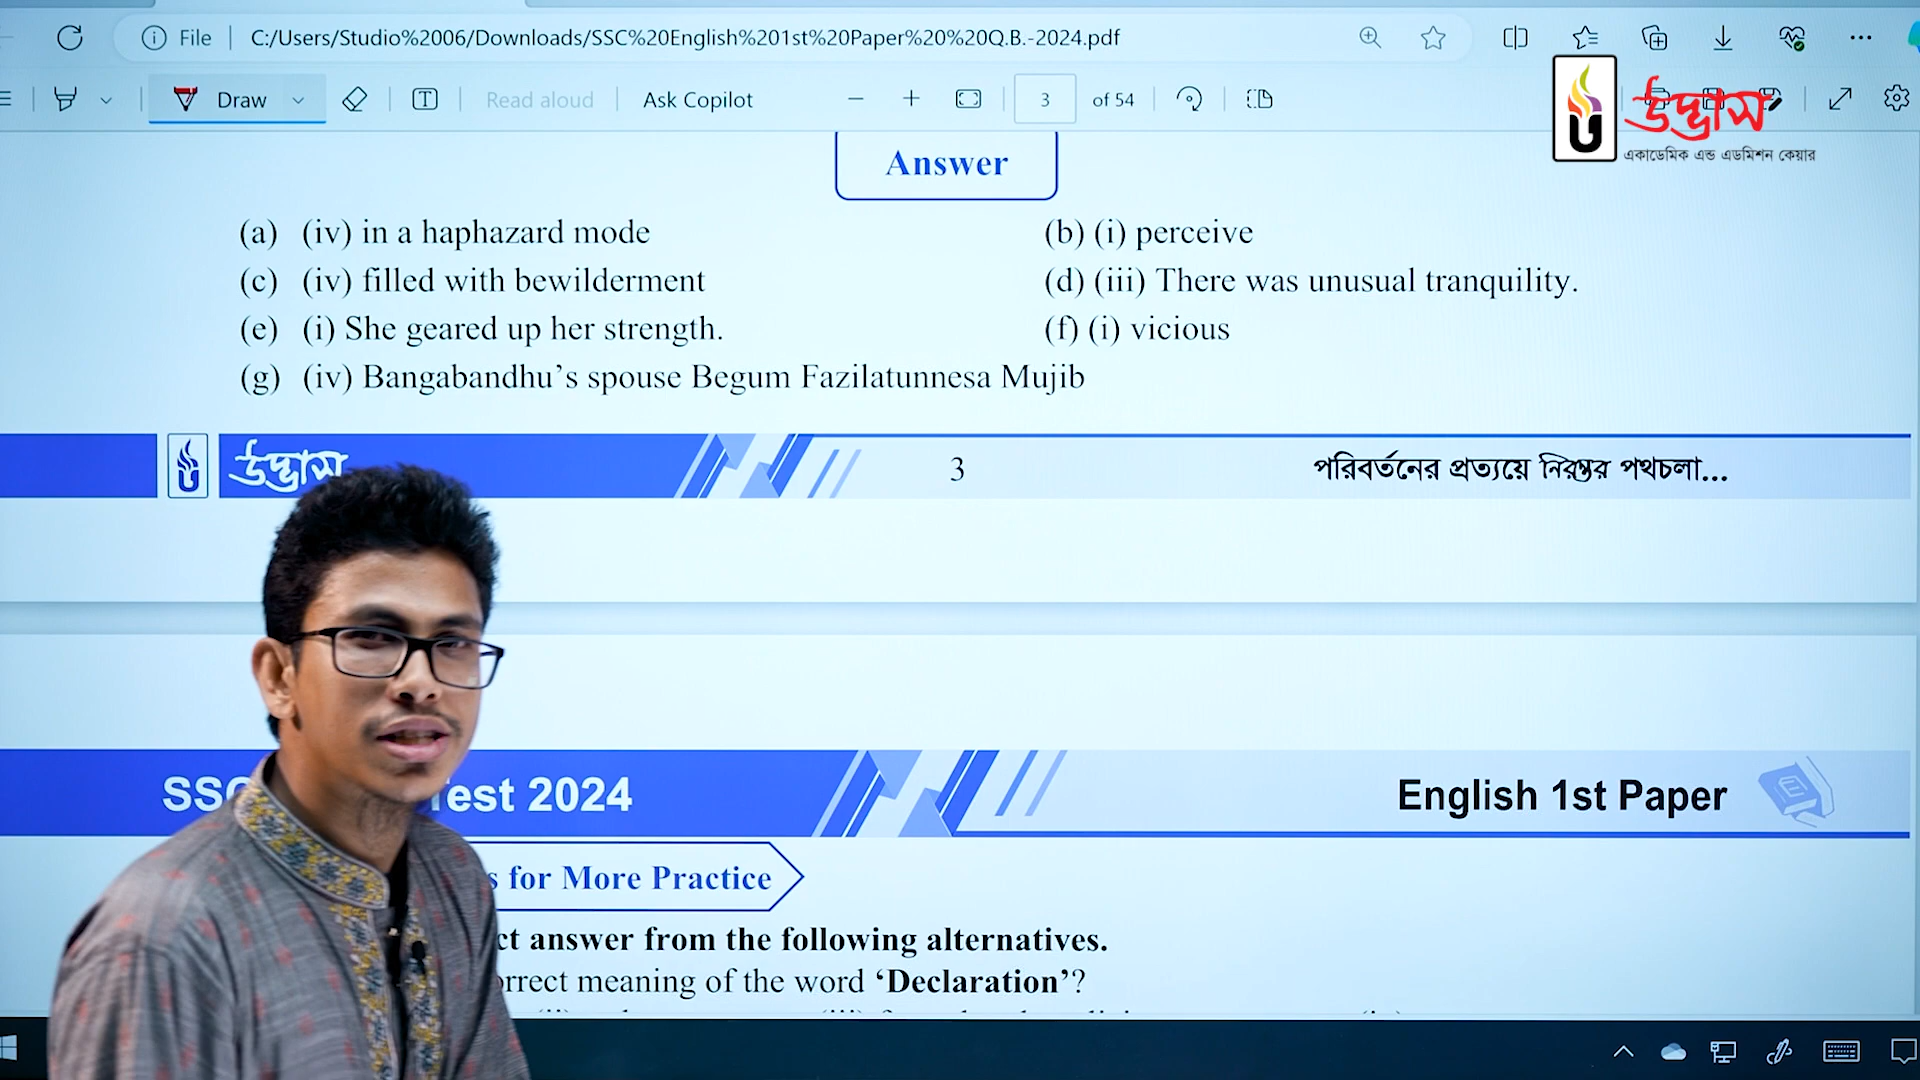 File C:/Users/Studio%2006/Downloads/SSC%20English%201st%20Paper%20%20Q.B.-2024.pdf
Draw Read aloud Ask Copilot 3 of 54
উদ্ভাস
একাডেমিক এন্ড এডমিশন কেয়ার
Answer
(a) (iv) in a haphazard mode (b) (i) perceive
(c) (iv) filled with bewilderment (d) (iii) There was unusual tranquility.
(e) (i) She geared up her strength. (f) (i) vicious
(g) (iv) Bangabandhu’s spouse Begum Fazilatunnesa Mujib
উদ্ভাস 3 পরিবর্তনের প্রত্যয়ে নিরন্তর পথচলা...
SSC Test 2024 English 1st Paper
for More Practice
answer from the following alternatives.
meaning of the word ‘Declaration’?